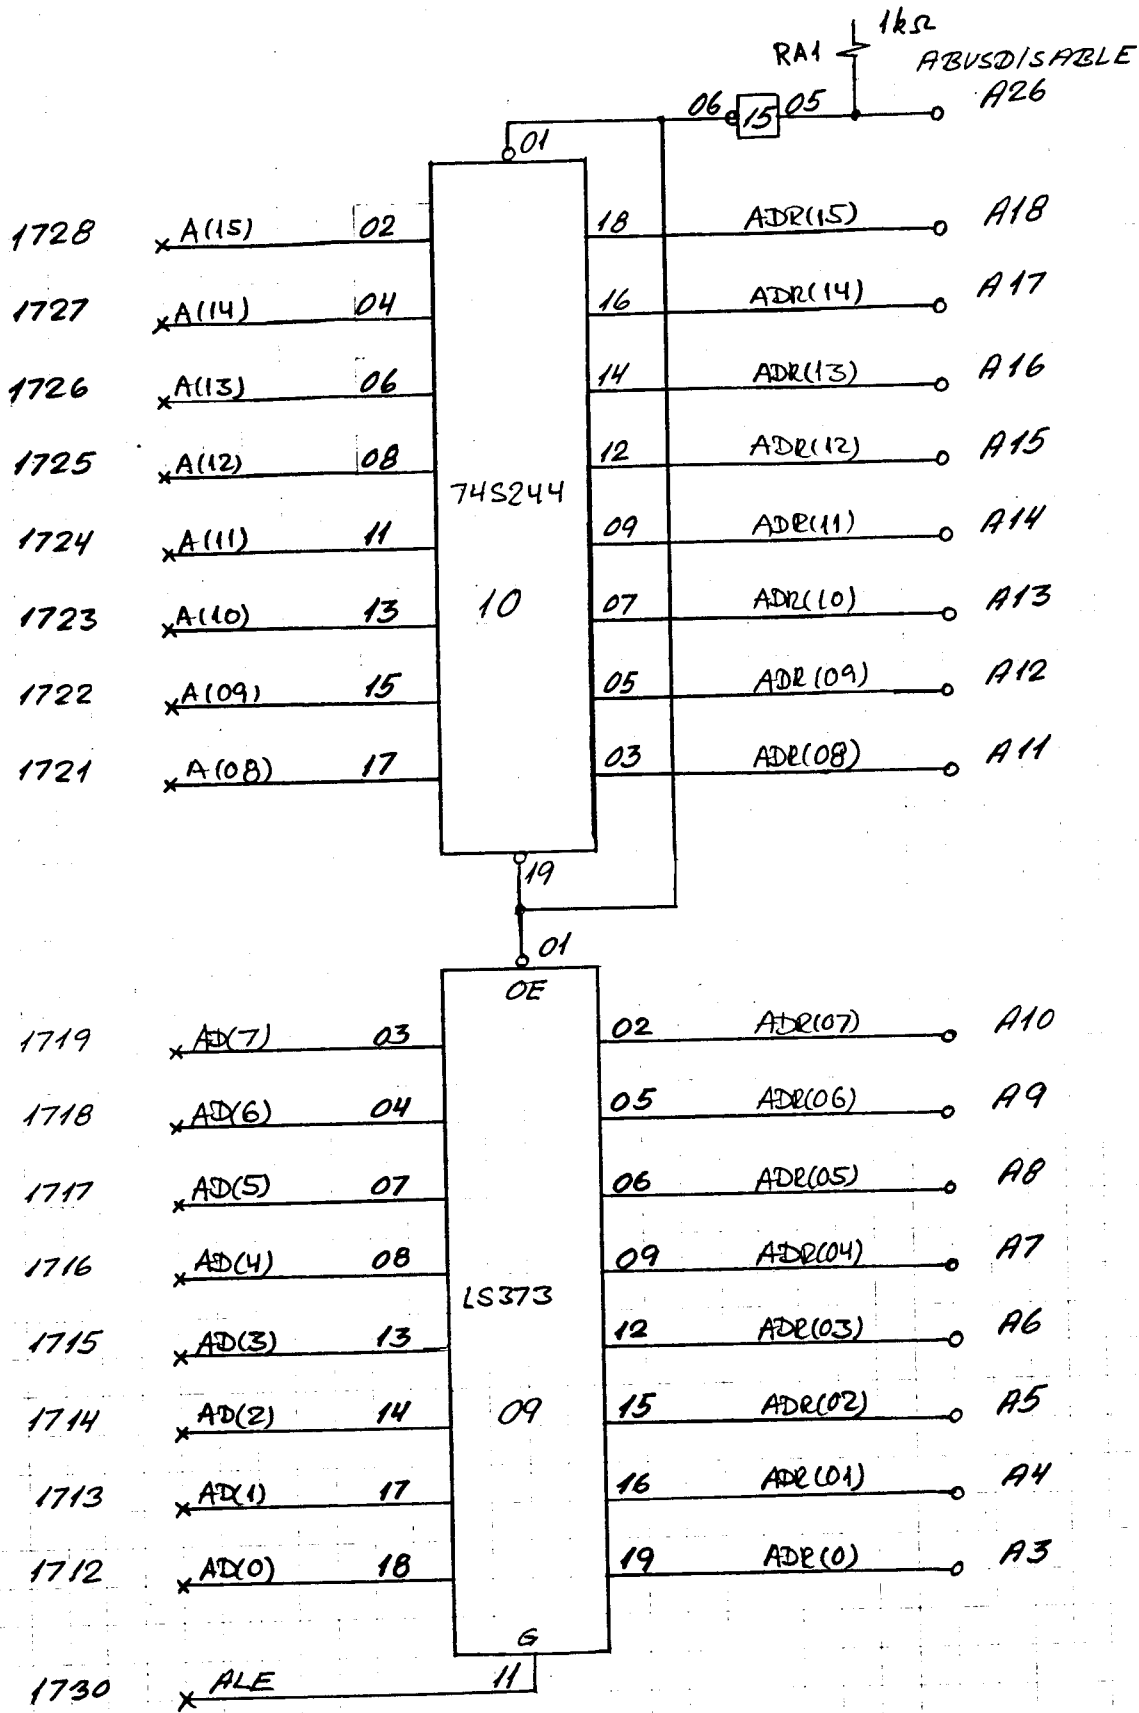 RA1 1kΩ
ABUSDISABLE
06 15 05 A26
01
1728 A(15) 02 18 ADR(15) A18
1727 A(14) 04 16 ADR(14) A17
1726 A(13) 06 14 ADR(13) A16
1725 A(12) 08 12 ADR(12) A15
74S244
1724 A(11) 11 09 ADR(11) A14
1723 A(10) 13 10 07 ADR(10) A13
1722 A(09) 15 05 ADR(09) A12
1721 A(08) 17 03 ADR(08) A11
19
01
OE
1719 AD(7) 03 02 ADR(07) A10
1718 AD(6) 04 05 ADR(06) A9
1717 AD(5) 07 06 ADR(05) A8
1716 AD(4) 08 09 ADR(04) A7
LS373
1715 AD(3) 13 12 ADR(03) A6
1714 AD(2) 14 09 15 ADR(02) A5
1713 AD(1) 17 16 ADR(01) A4
1712 AD(0) 18 19 ADR(0) A3
G
1730 ALE 11